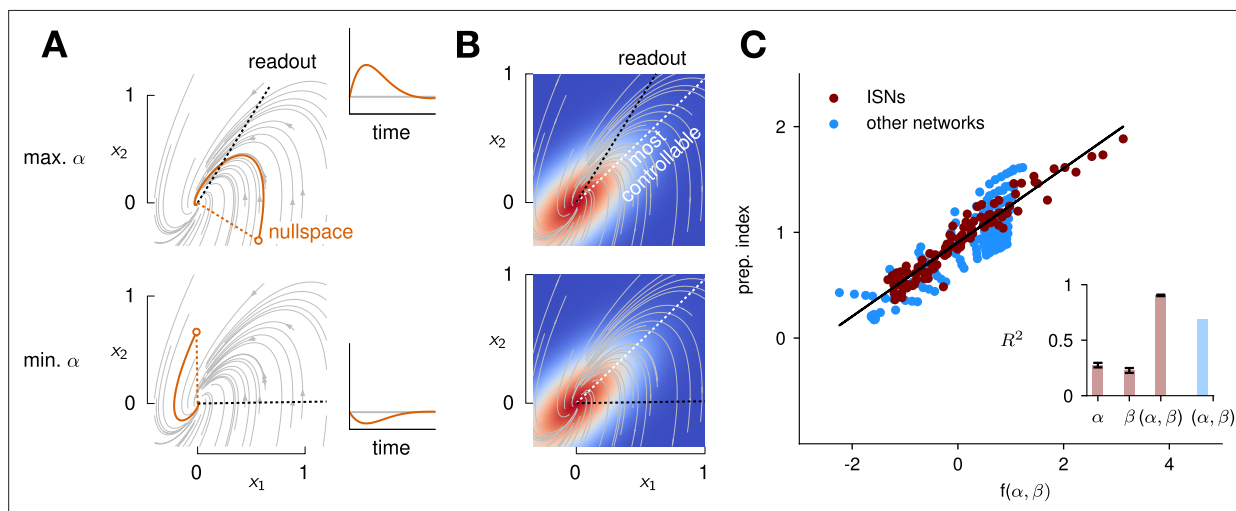 A
readout
1
x₂
max. α
0
nullspace
time
1
x₂
min. α
0
0
1
x₁
time
B
readout
1
x₂
0
most
controllable
1
x₂
0
0
1
x₁
C
ISNs
other networks
2
1
0
prep. index
-2
0
2
4
f(α, β)
1
0.5
0
R²
α
β
(α, β)
(α, β)